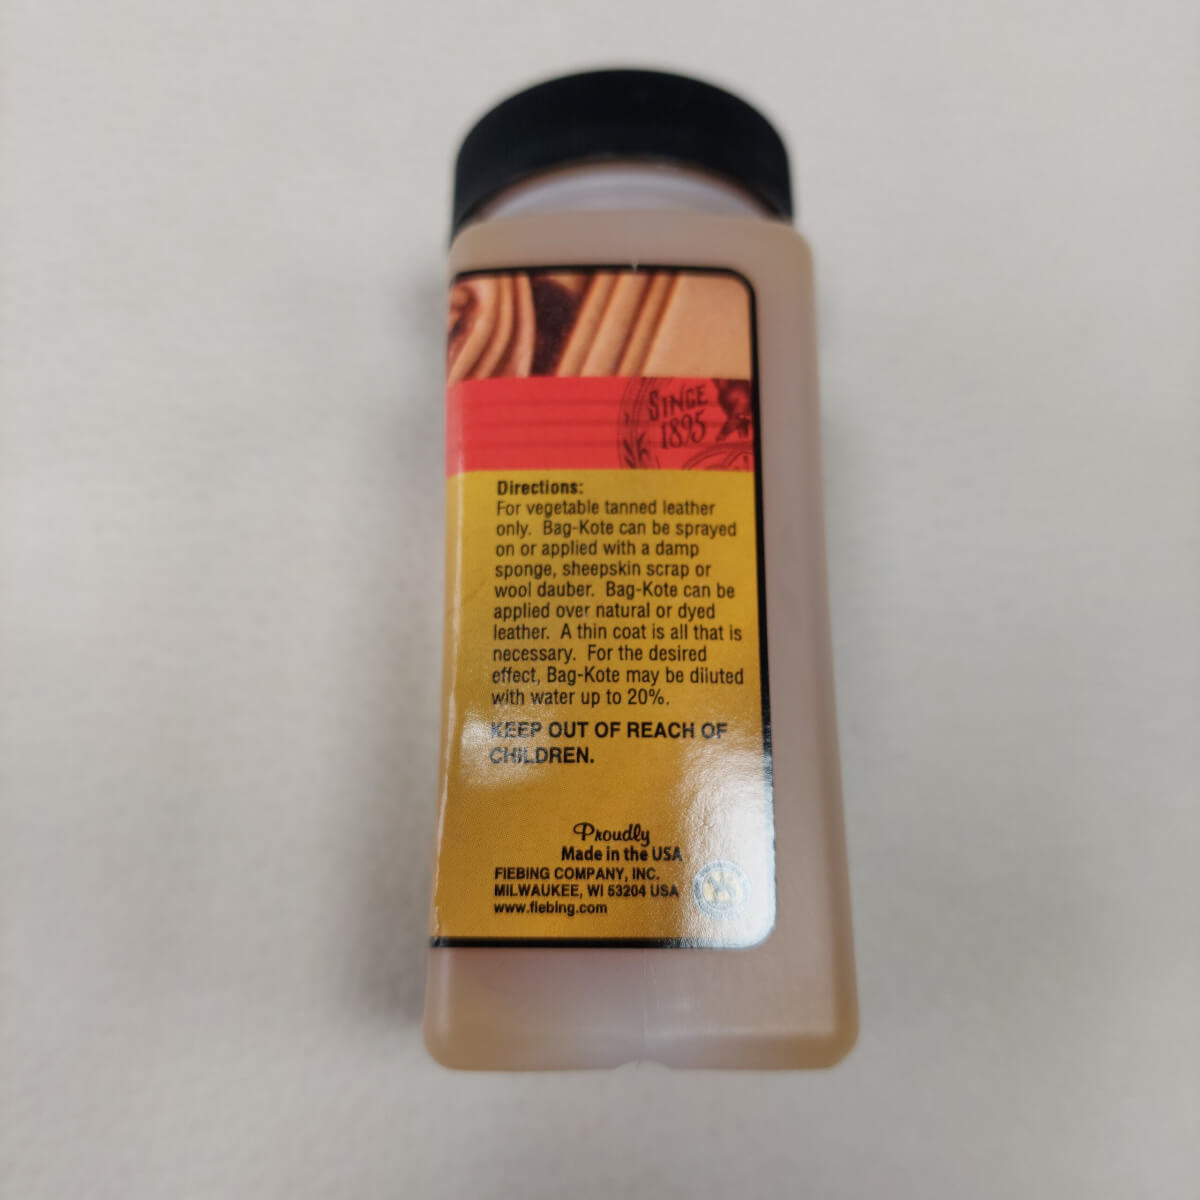 SINCE
1895
Directions:
For vegetable tanned leather
only. Bag-Kote can be sprayed
on or applied with a damp
sponge, sheepskin scrap or
wool dauber. Bag-Kote can be
applied over natural or dyed
leather. A thin coat is all that is
necessary. For the desired
effect, Bag-Kote may be diluted
with water up to 20%.
KEEP OUT OF REACH OF
CHILDREN.
Proudly
Made in the USA
FIEBING COMPANY, INC.
MILWAUKEE, WI 53204 USA
www.fiebing.com